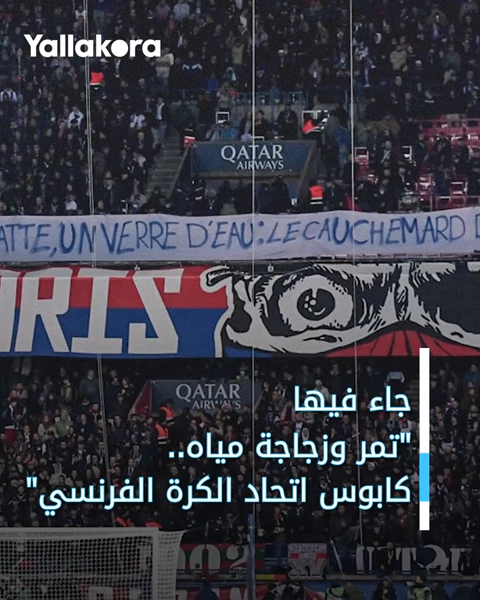 Yallakora
QATAR
AIRWAYS
ATTE, UN VERRE D'EAU: LE CAUCHEMARD D
RIS
QATAR
AIRWAYS
جاء فيها
"تمر وزجاجة مياه..
كابوس اتحاد الكرة الفرنسي"